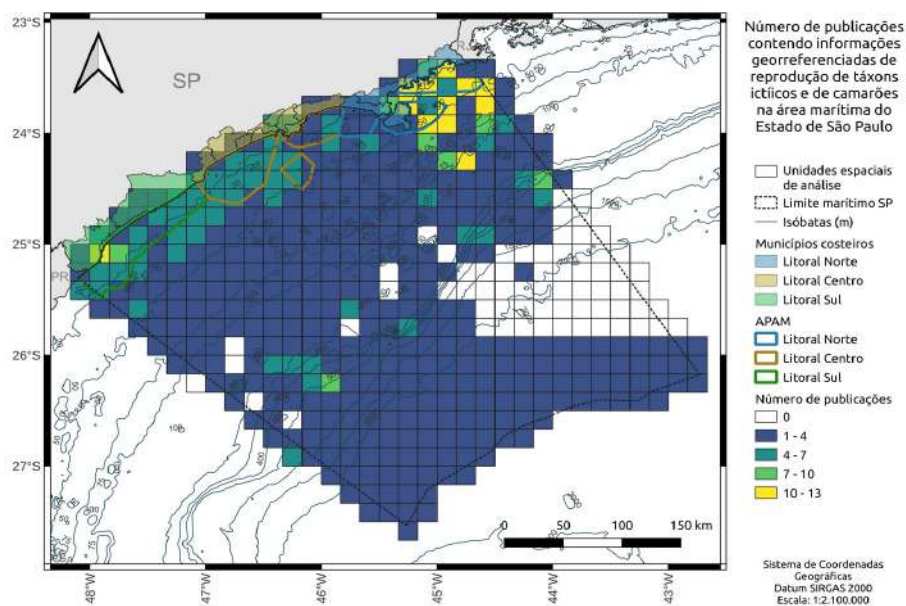 Número de publicações
contendo informações
georreferenciadas de
reprodução de táxons
ictíicos e de camarões
na área marítima do
Estado de São Paulo
Unidades espaciais
de análise
Limite marítimo SP
Isóbatas (m)
Municípios costeiros
Litoral Norte
Litoral Centro
Litoral Sul
APAM
Litoral Norte
Litoral Centro
Litoral Sul
Número de publicações
0
1 - 4
4 - 7
7 - 10
10 - 13
Sistema de Coordenadas
Geográficas
Datum SIRGAS 2000
Escala: 1:2.100.000
23°S
24°S
25°S
26°S
27°S
48°W
47°W
46°W
45°W
44°W
43°W
SP
RJ
PR
0 50 100 150 km
100
400